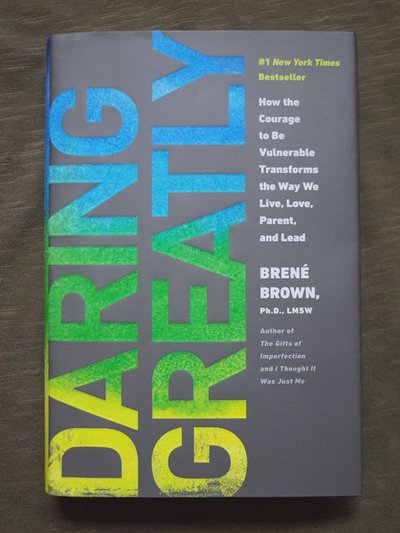 DARING
GREATLY
#1 New York Times
Bestseller
How the
Courage
to Be
Vulnerable
Transforms
the Way We
Live, Love,
Parent,
and Lead
BRENÉ
BROWN,
Ph.D., LMSW
Author of
The Gifts of
Imperfection
and I Thought It
Was Just Me